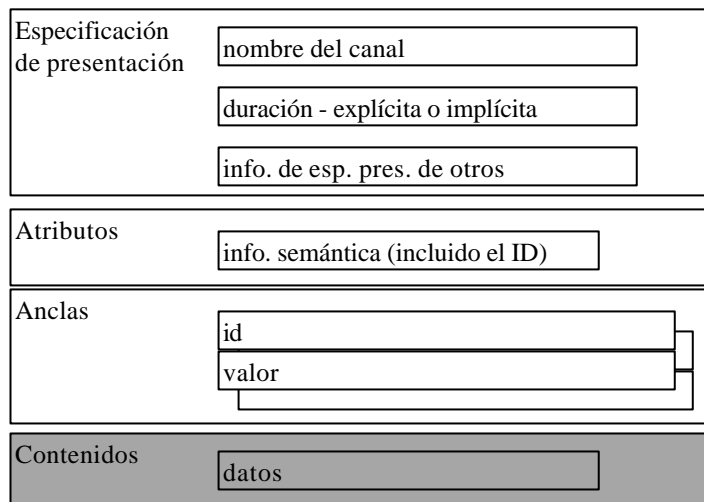 Especificación
de presentación
nombre del canal
duración - explícita o implícita
info. de esp. pres. de otros
Atributos
info. semántica (incluido el ID)
Anclas
id
valor
Contenidos
datos